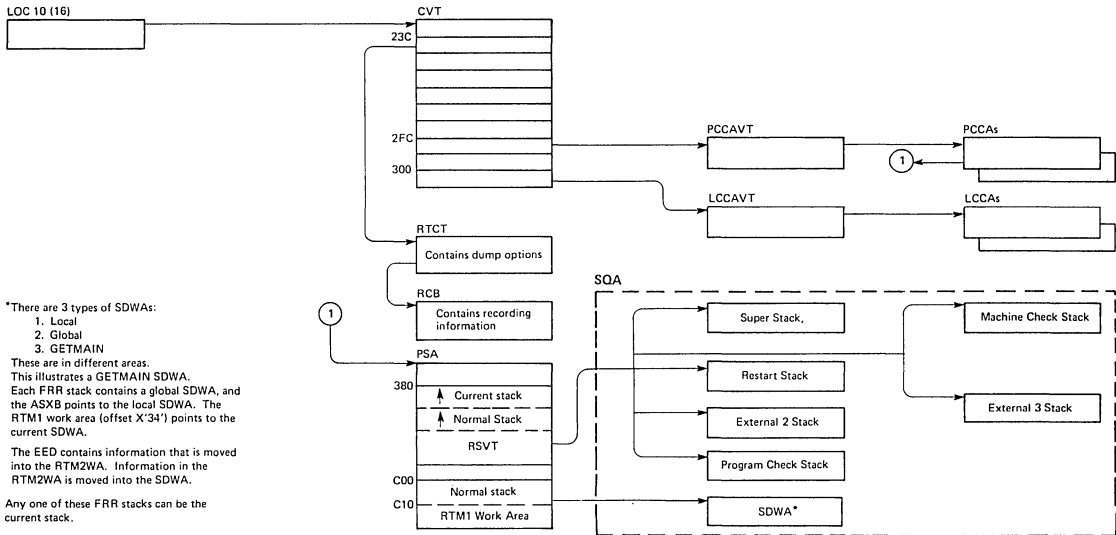 LOC 10 (16)
CVT
23C
2FC
300
PCCAVT
PCCAs
1
LCCAVT
LCCAs
RTCT
Contains dump options
RCB
Contains recording
information
1
PSA
380
Current stack
Normal Stack
RSVT
C00
Normal stack
C10
RTM1 Work Area
SQA
Super Stack,
Machine Check Stack
Restart Stack
External 2 Stack
External 3 Stack
Program Check Stack
SDWA*
*There are 3 types of SDWAs:
1. Local
2. Global
3. GETMAIN
These are in different areas.
This illustrates a GETMAIN SDWA.
Each FRR stack contains a global SDWA, and
the ASXB points to the local SDWA. The
RTM1 work area (offset X'34') points to the
current SDWA.
The EED contains information that is moved
into the RTM2WA. Information in the
RTM2WA is moved into the SDWA.
Any one of these FRR stacks can be the
current stack.